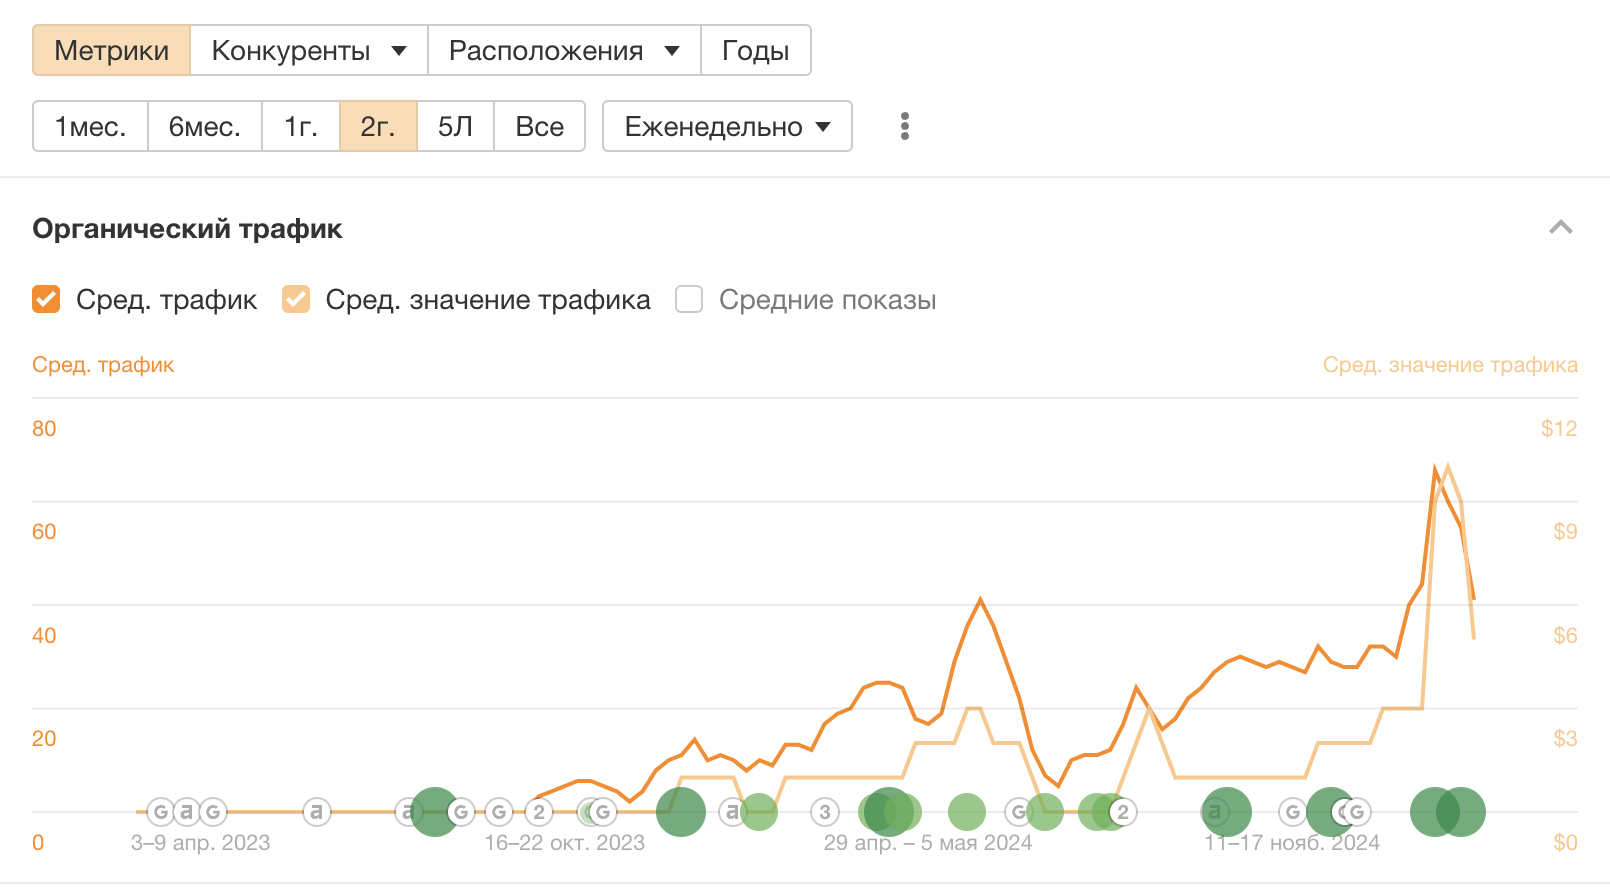 Метрики Конкуренты Расположения Годы
1мес. 6мес. 1г. 2г. 5Л Все Еженедельно
Органический трафик
Сред. трафик Сред. значение трафика Средние показы
Сред. трафик Сред. значение трафика
80 $12
60 $9
40 $6
20 $3
G a G a a G G 2 G a 3 G 2 a G G G
0 3–9 апр. 2023 16–22 окт. 2023 29 апр. – 5 мая 2024 11–17 нояб. 2024 $0